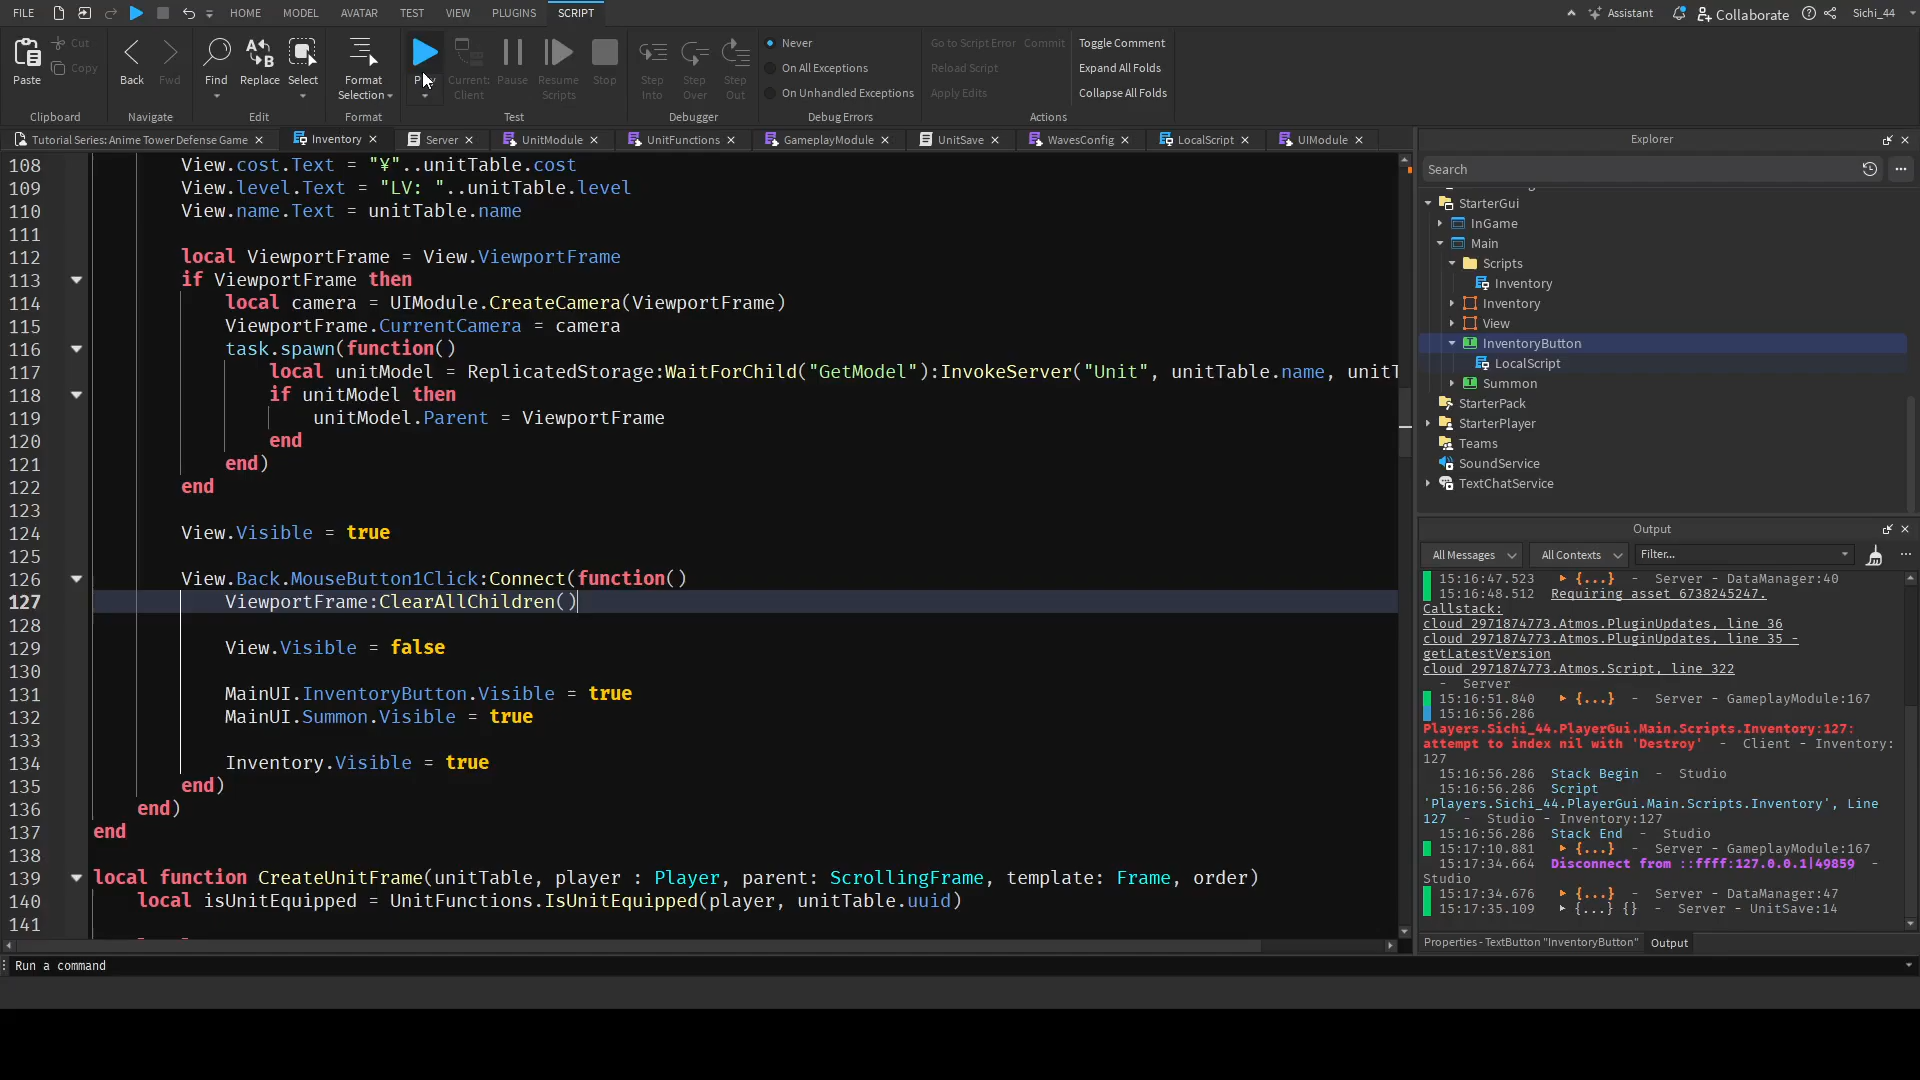 FILE HOME MODEL AVATAR TEST VIEW PLUGINS SCRIPT Assistant Collaborate Sichi_44
Cut
Copy
Paste
Back Fwd
Find Replace Select
Format
Selection
Current:
Client
Pause
Resume
Scripts
Stop
Step
Into
Step
Over
Step
Out
Never
On All Exceptions
On Unhandled Exceptions
Go to Script Error Commit
Reload Script
Apply Edits
Toggle Comment
Expand All Folds
Collapse All Folds
Clipboard Navigate Edit Format Test Debugger Debug Errors Actions
Tutorial Series: Anime Tower Defense Game Inventory Server UnitModule UnitFunctions GameplayModule UnitSave WavesConfig LocalScript UIModule
108 View.cost.Text = "¥"..unitTable.cost
109 View.level.Text = "LV: "..unitTable.level
110 View.name.Text = unitTable.name
111
112 local ViewportFrame = View.ViewportFrame
113 if ViewportFrame then
114 local camera = UIModule.CreateCamera(ViewportFrame)
115 ViewportFrame.CurrentCamera = camera
116 task.spawn(function()
117 local unitModel = ReplicatedStorage:WaitForChild("GetModel"):InvokeServer("Unit", unitTable.name, unitT
118 if unitModel then
119 unitModel.Parent = ViewportFrame
120 end
121 end)
122 end
123
124 View.Visible = true
125
126 View.Back.MouseButton1Click:Connect(function()
127 ViewportFrame:ClearAllChildren()
128
129 View.Visible = false
130
131 MainUI.InventoryButton.Visible = true
132 MainUI.Summon.Visible = true
133
134 Inventory.Visible = true
135 end)
136 end)
137 end
138
139 local function CreateUnitFrame(unitTable, player : Player, parent: ScrollingFrame, template: Frame, order)
140 local isUnitEquipped = UnitFunctions.IsUnitEquipped(player, unitTable.uuid)
141
Run a command
Explorer
Search
StarterGui
InGame
Main
Scripts
Inventory
Inventory
View
InventoryButton
LocalScript
Summon
StarterPack
StarterPlayer
Teams
SoundService
TextChatService
Output
All Messages All Contexts Filter...
15:16:47.523 {...} - Server - DataManager:40
15:16:48.512 Requiring asset 6738245247.
Callstack:
cloud_2971874773.Atmos.PluginUpdates, line 36
cloud_2971874773.Atmos.PluginUpdates, line 35 -
getLatestVersion
cloud_2971874773.Atmos.Script, line 322
- Server
15:16:51.840 {...} - Server - GameplayModule:167
15:16:56.286
Players.Sichi_44.PlayerGui.Main.Scripts.Inventory:127:
attempt to index nil with 'Destroy' - Client - Inventory:
127
15:16:56.286 Stack Begin - Studio
15:16:56.286 Script
'Players.Sichi_44.PlayerGui.Main.Scripts.Inventory', Line
127 - Studio - Inventory:127
15:16:56.286 Stack End - Studio
15:17:10.881 {...} - Server - GameplayModule:167
15:17:34.664 Disconnect from ::ffff:127.0.0.1|49859 -
Studio
15:17:34.676 {...} - Server - DataManager:47
15:17:35.109 {...} {} - Server - UnitSave:14
Properties - TextButton "InventoryButton" Output